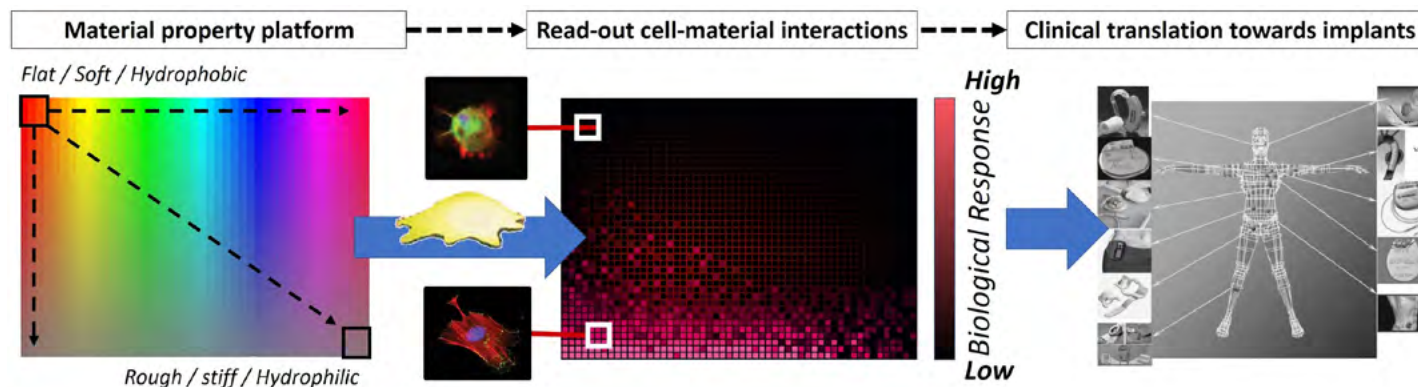 Material property platform
Read-out cell-material interactions
Clinical translation towards implants
Flat / Soft / Hydrophobic
Rough / stiff / Hydrophilic
High
Biological Response
Low